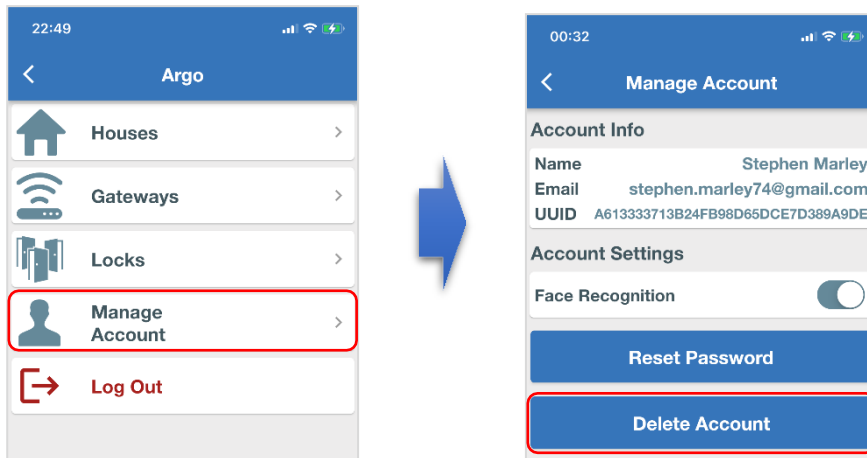 22:49
Argo
Houses
Gateways
Locks
Manage
Account
Log Out
00:32
Manage Account
Account Info
Name Stephen Marley
Email stephen.marley74@gmail.com
UUID A613333713B24FB98D65DCE7D389A9DE
Account Settings
Face Recognition
Reset Password
Delete Account